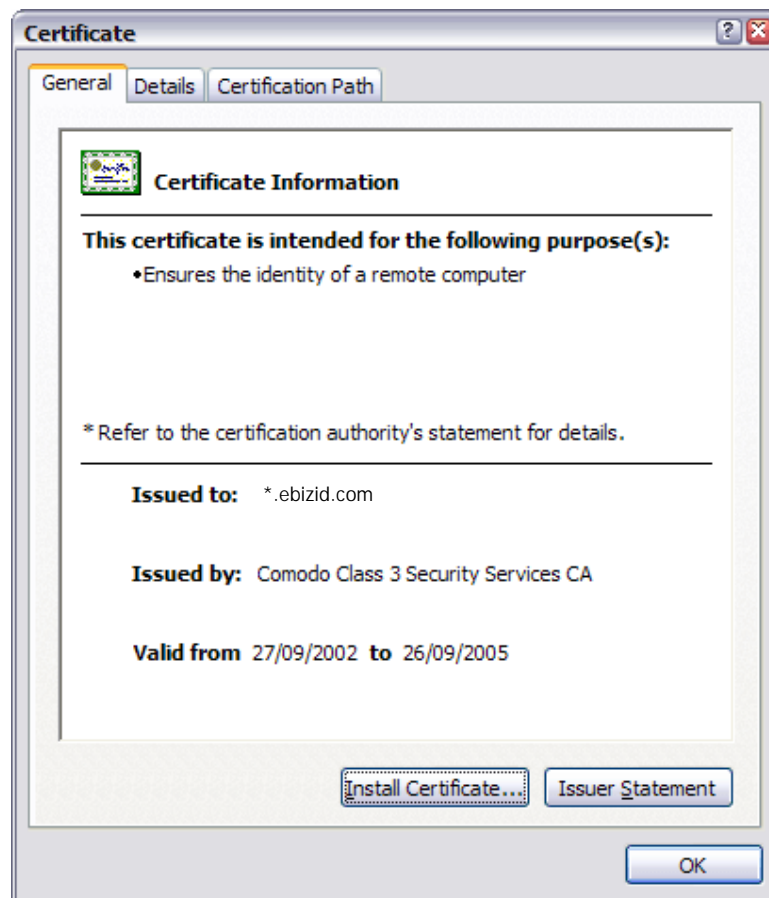 Certificate
General Details Certification Path
Certificate Information
This certificate is intended for the following purpose(s):
•Ensures the identity of a remote computer
* Refer to the certification authority's statement for details.
Issued to: *.ebizid.com
Issued by: Comodo Class 3 Security Services CA
Valid from 27/09/2002 to 26/09/2005
Install Certificate... Issuer Statement
OK